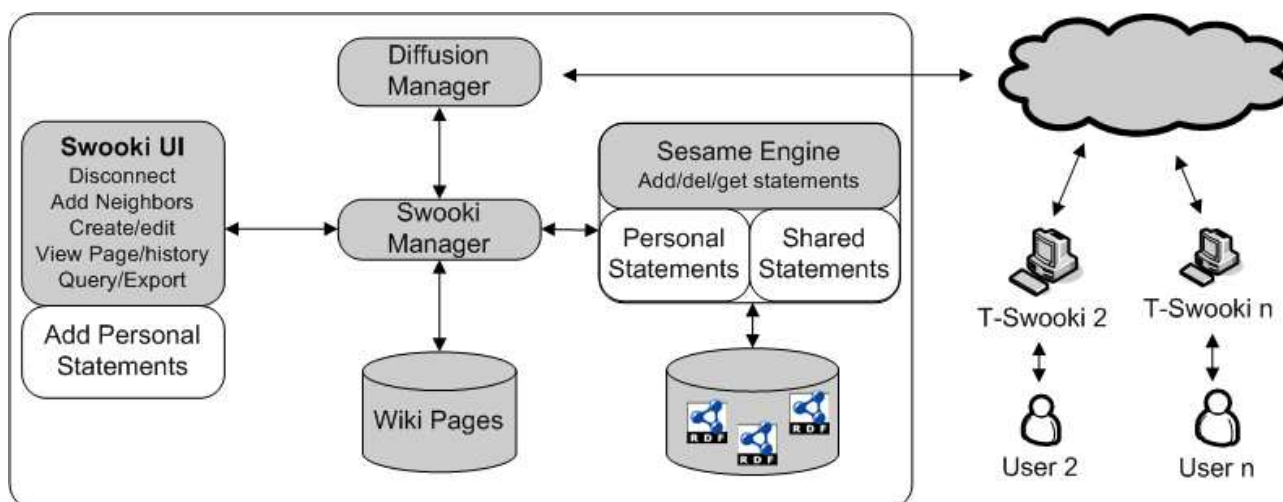 Diffusion
Manager
Swooki UI
Disconnect
Add Neighbors
Create/edit
View Page/history
Query/Export
Add Personal
Statements
Swooki
Manager
Wiki Pages
Sesame Engine
Add/del/get statements
Personal
Statements
Shared
Statements
RDF
RDF
RDF
T-Swooki 2
T-Swooki n
User 2
User n